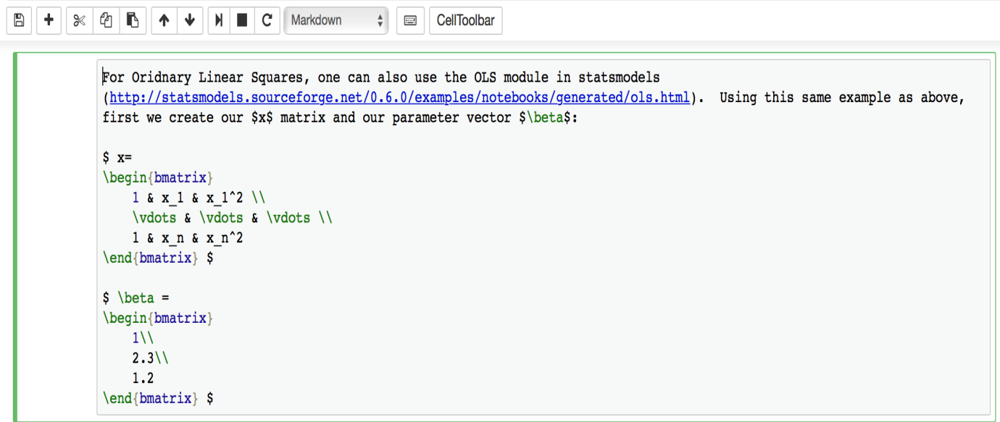 Markdown
CellToolbar
For Oridnary Linear Squares, one can also use the OLS module in statsmodels
(http://statsmodels.sourceforge.net/0.6.0/examples/notebooks/generated/ols.html).  Using this same example as above,
first we create our $x$ matrix and our parameter vector $\beta$:
$ x=
\begin{bmatrix}
    1 & x_1 & x_1^2 \\
    \vdots & \vdots & \vdots \\
    1 & x_n & x_n^2
\end{bmatrix} $
$ \beta =
\begin{bmatrix}
    1\\
    2.3\\
    1.2
\end{bmatrix} $